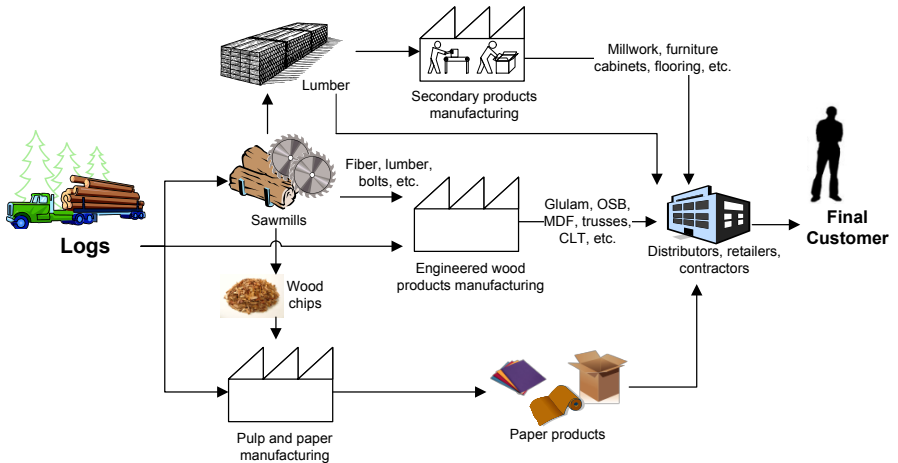 Lumber
Secondary products
manufacturing
Millwork, furniture
cabinets, flooring, etc.
Logs
Sawmills
Fiber, lumber,
bolts, etc.
Engineered wood
products manufacturing
Glulam, OSB,
MDF, trusses,
CLT, etc.
Distributors, retailers,
contractors
Final
Customer
Wood
chips
Pulp and paper
manufacturing
Paper products